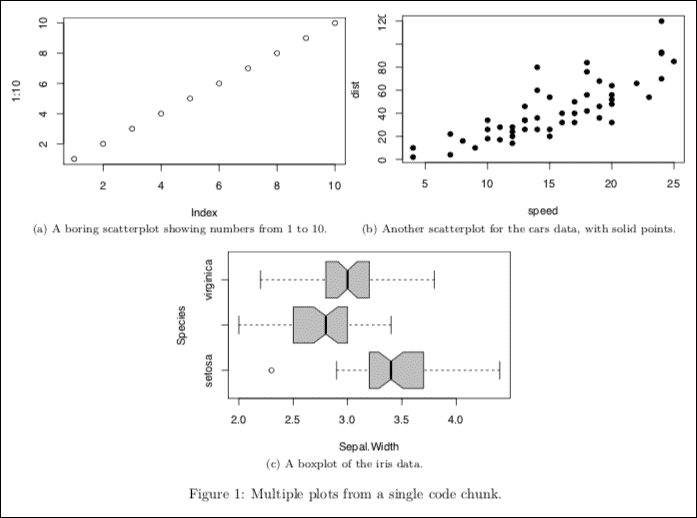 1:10
2 4 6 8 10
2 4 6 8 10
Index
(a) A boring scatterplot showing numbers from 1 to 10.
dist
0 20 40 60 80 120
5 10 15 20 25
speed
(b) Another scatterplot for the cars data, with solid points.
Species
setosa virginica
2.0 2.5 3.0 3.5 4.0
Sepal.Width
(c) A boxplot of the iris data.
Figure 1: Multiple plots from a single code chunk.